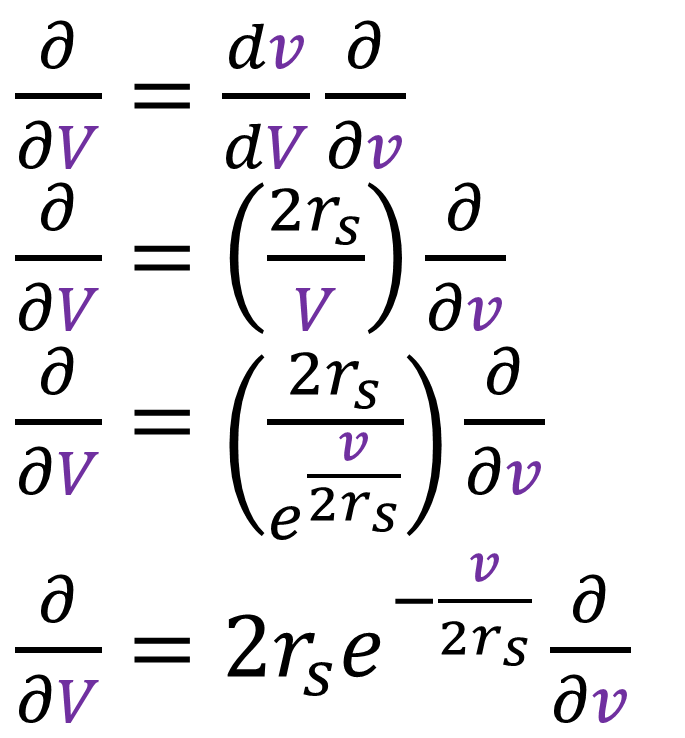 ∂/∂V = dv/dV ∂/∂v
∂/∂V = (2r_s/V) ∂/∂v
∂/∂V = (2r_s/e^(v/2r_s)) ∂/∂v
∂/∂V = 2r_s e^(−v/2r_s) ∂/∂v